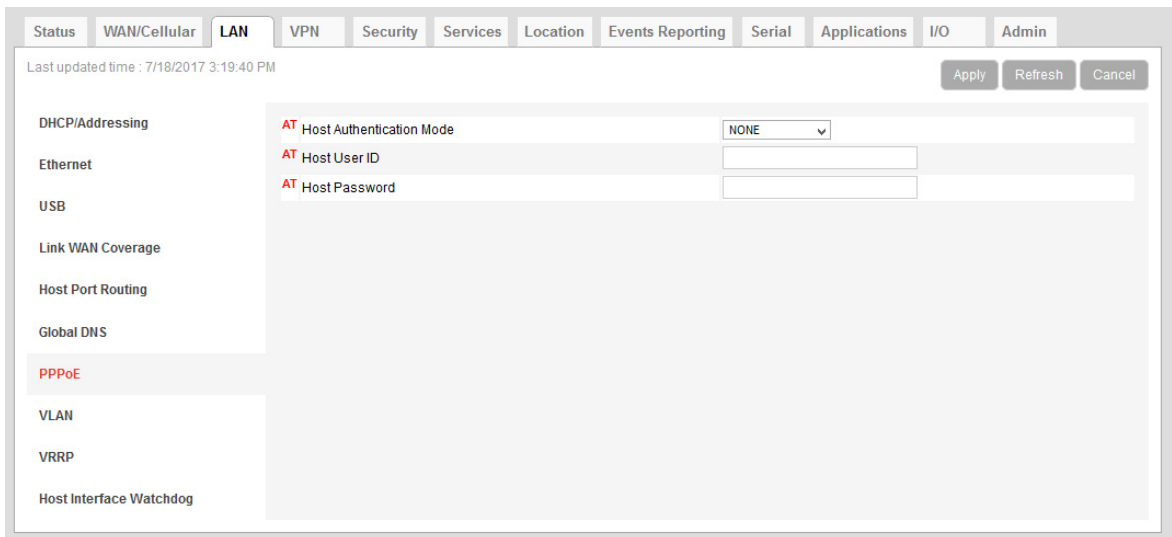 Status WAN/Cellular LAN VPN Security Services Location Events Reporting Serial Applications I/O Admin
Last updated time : 7/18/2017 3:19:40 PM
Apply Refresh Cancel
DHCP/Addressing
Ethernet
USB
Link WAN Coverage
Host Port Routing
Global DNS
PPPoE
VLAN
VRRP
Host Interface Watchdog
AT Host Authentication Mode NONE
AT Host User ID
AT Host Password